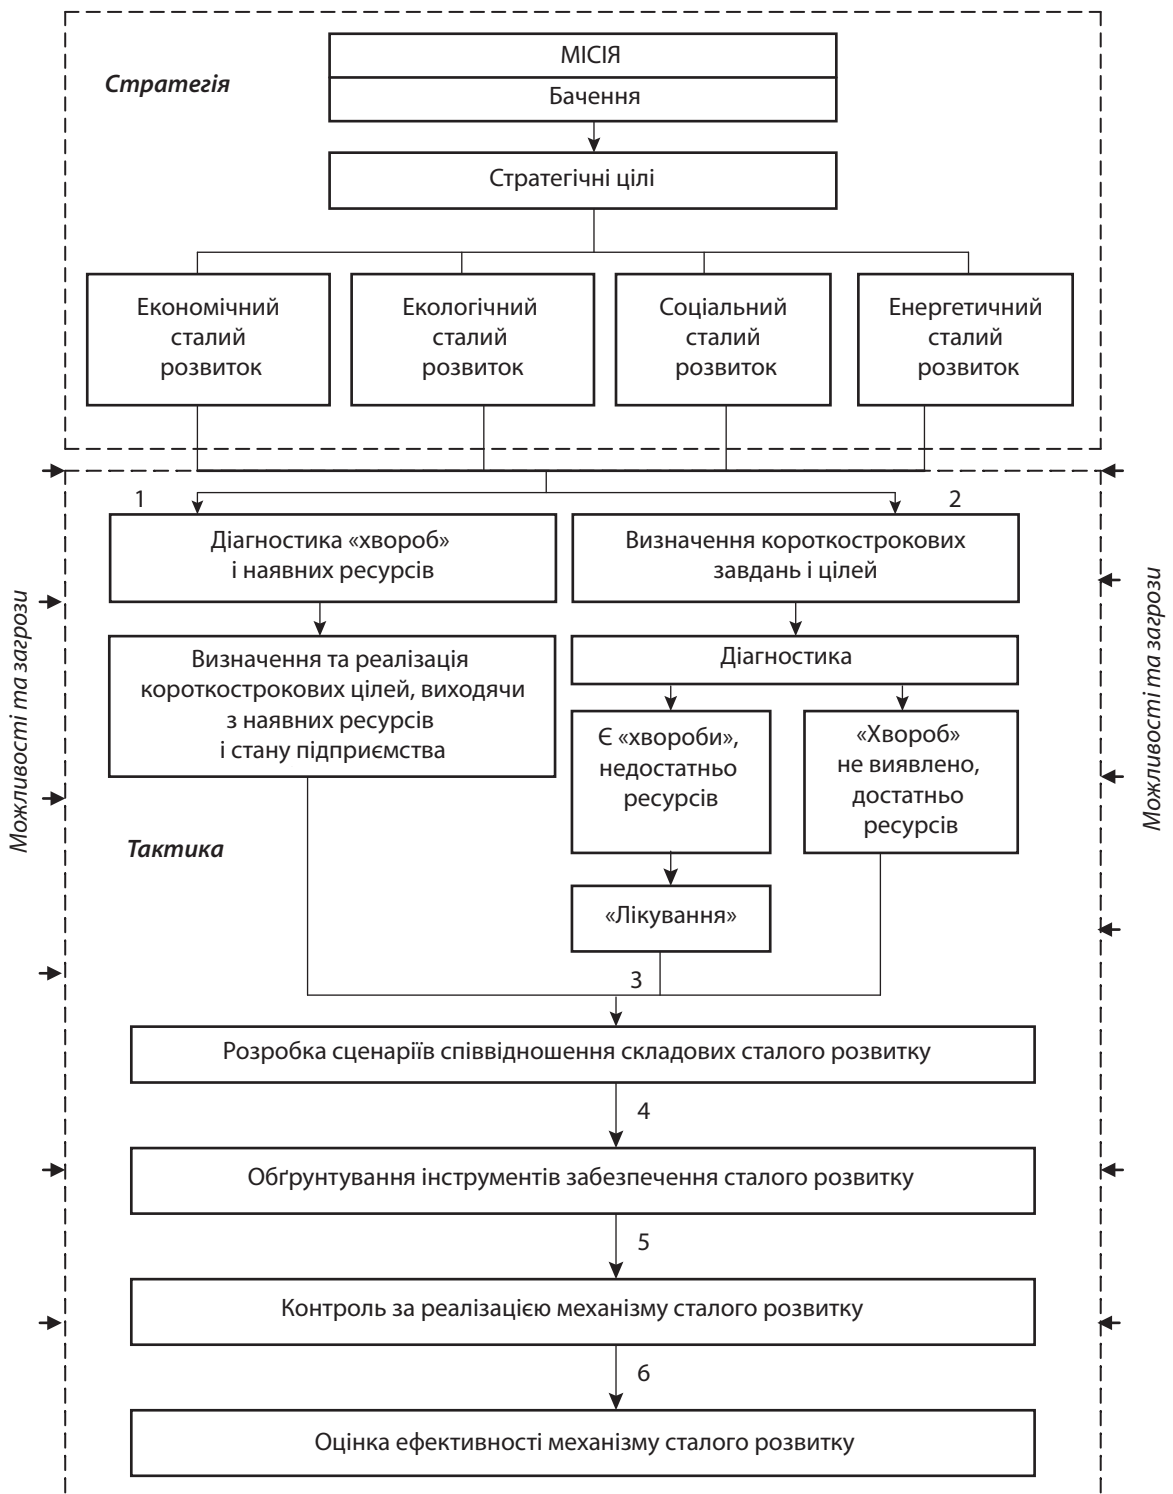 Стратегія
МІСІЯ
Бачення
Стратегічні цілі
Економічний
сталий
розвиток
Екологічний
сталий
розвиток
Соціальний
сталий
розвиток
Енергетичний
сталий
розвиток
1
2
Діагностика «хвороб»
і наявних ресурсів
Визначення короткострокових
завдань і цілей
Можливості та загрози
Можливості та загрози
Визначення та реалізація
короткострокових цілей, виходячи
з наявних ресурсів
і стану підприємства
Діагностика
Є «хвороби»,
недостатньо
ресурсів
«Хвороб»
не виявлено,
достатньо
ресурсів
Тактика
«Лікування»
3
Розробка сценаріїв співвідношення складових сталого розвитку
4
Обґрунтування інструментів забезпечення сталого розвитку
5
Контроль за реалізацією механізму сталого розвитку
6
Оцінка ефективності механізму сталого розвитку